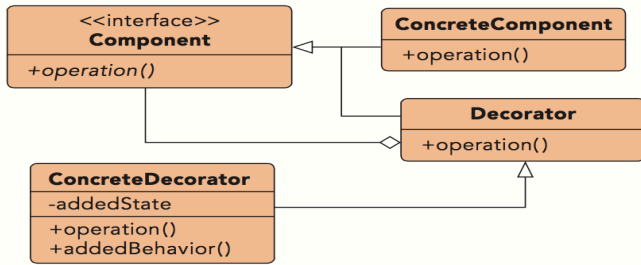 <<interface>>
Component
+operation()
ConcreteComponent
+operation()
Decorator
+operation()
ConcreteDecorator
-addedState
+operation()
+addedBehavior()